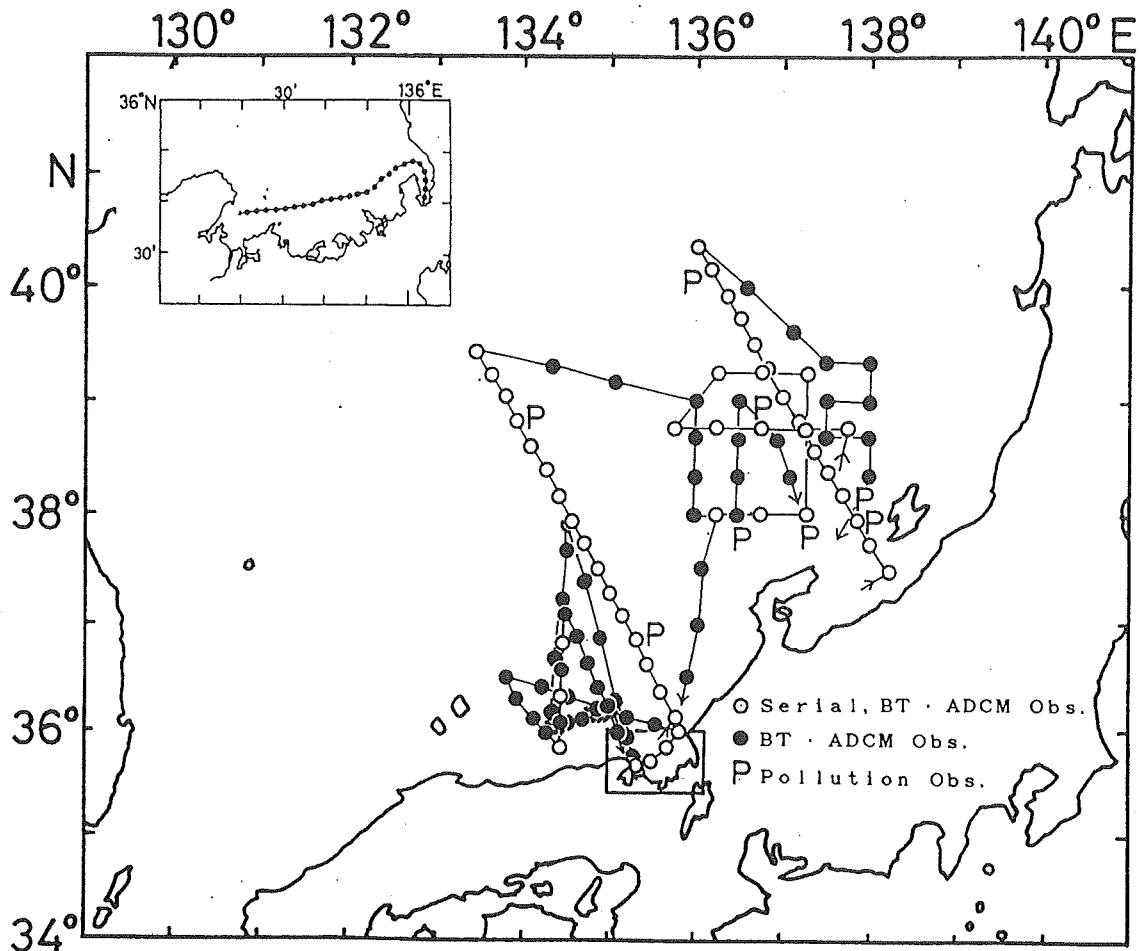 130° 132° 134° 136° 138° 140°E
36°N 30' 136°E
30'
N
40°
38°
36°
34°
P
P
P
P
P
P
P
P
Serial, BT · ADCM Obs.
BT · ADCM Obs.
P Pollution Obs.